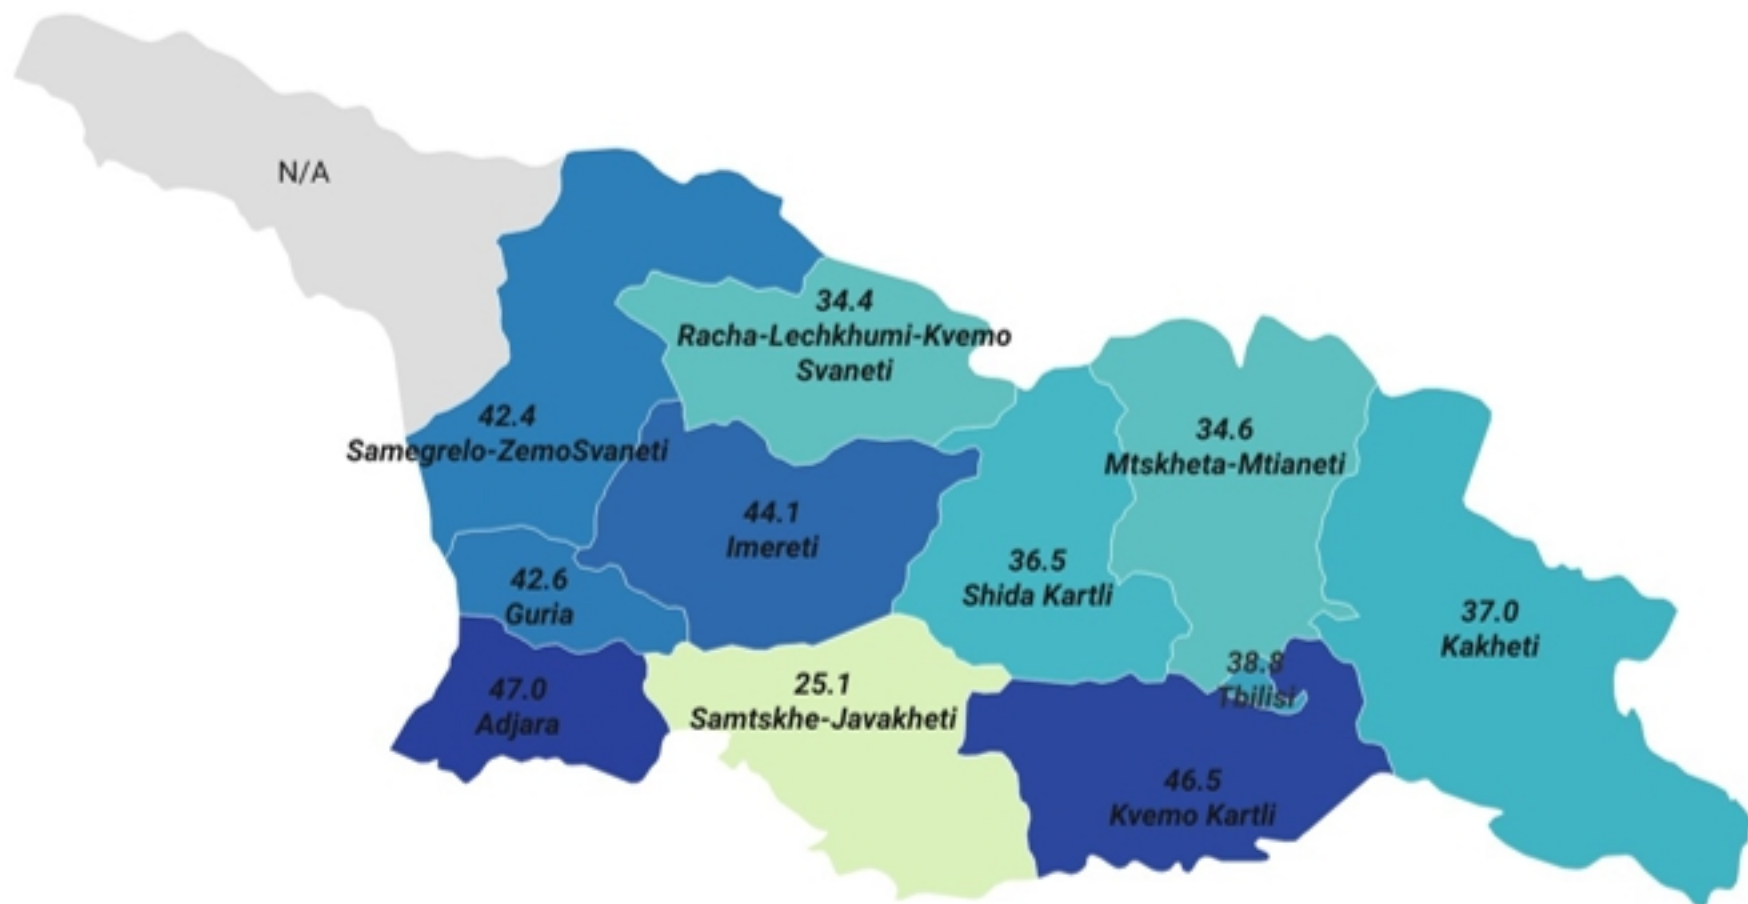 N/A
34.4
Racha-Lechkhumi-Kvemo
Svaneti
42.4
Samegrelo-ZemoSvaneti
34.6
Mtskheta-Mtianeti
44.1
Imereti
36.5
Shida Kartli
42.6
Guria
37.0
Kakheti
38.8
Tbilisi
47.0
Adjara
25.1
Samtskhe-Javakheti
46.5
Kvemo Kartli